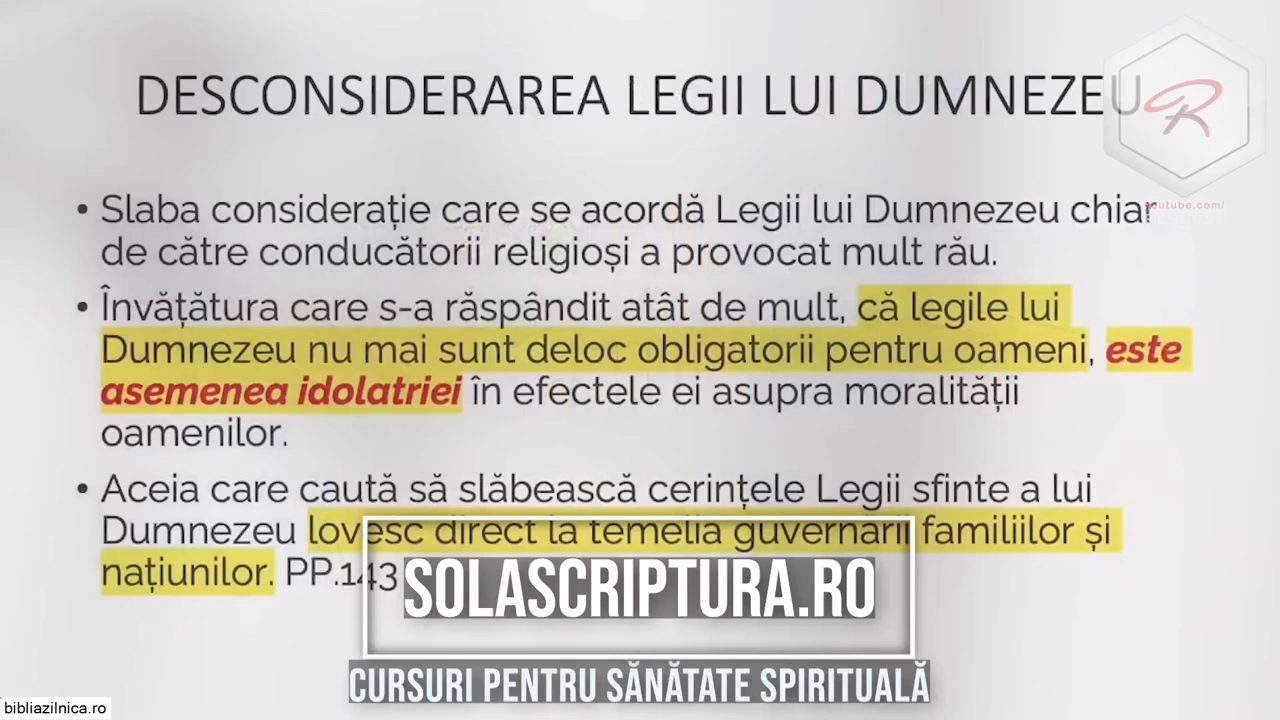 DESCONSIDERAREA LEGII LUI DUMNEZEU
R
youtube.com/
• Slaba considerație care se acordă Legii lui Dumnezeu chiar
de către conducătorii religioși a provocat mult rău.
• Învățătura care s-a răspândit atât de mult, că legile lui
Dumnezeu nu mai sunt deloc obligatorii pentru oameni, este
asemenea idolatriei în efectele ei asupra moralității
oamenilor.
• Aceia care caută să slăbească cerințele Legii sfinte a lui
Dumnezeu lovesc direct la temelia guvernării familiilor și
națiunilor. PP.143
SOLASCRIPTURA.RO
CURSURI PENTRU SĂNĂTATE SPIRITUALĂ
bibliazilnica.ro